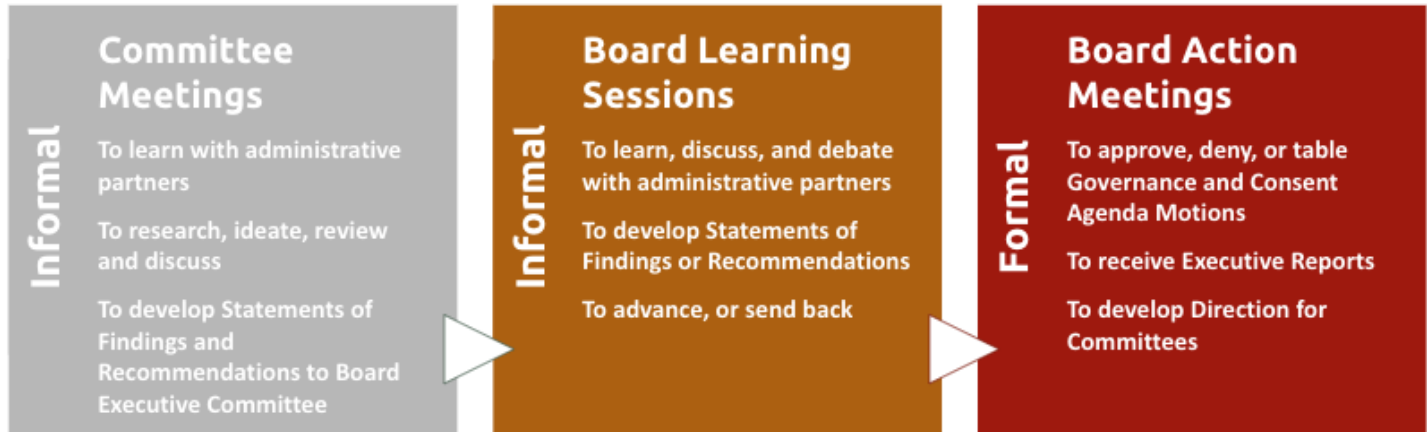 Informal
Committee
Meetings
To learn with administrative
partners
To research, ideate, review
and discuss
To develop Statements of
Findings and
Recommendations to Board
Executive Committee
Informal
Board Learning
Sessions
To learn, discuss, and debate
with administrative partners
To develop Statements of
Findings or Recommendations
To advance, or send back
Formal
Board Action
Meetings
To approve, deny, or table
Governance and Consent
Agenda Motions
To receive Executive Reports
To develop Direction for
Committees